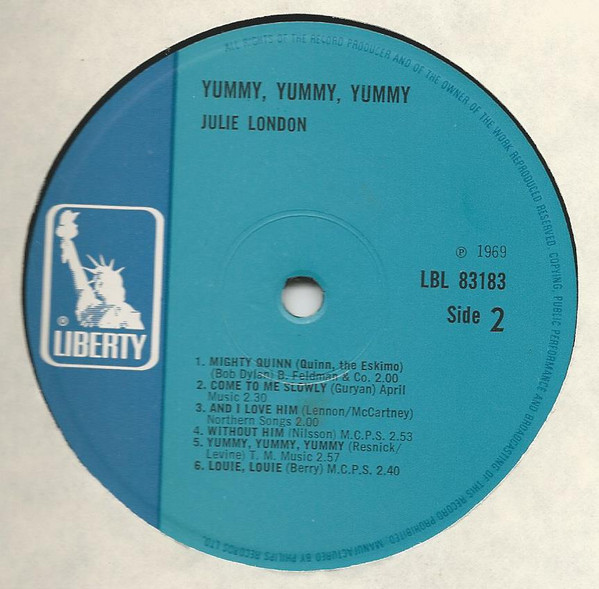 ALL RIGHTS OF THE RECORD PRODUCER AND OF THE OWNER OF THE WORK REPRODUCED RESERVED. COPYING, PUBLIC PERFORMANCE AND BROADCASTING OF THIS RECORD PROHIBITED. MANUFACTURED BY PHILIPS RECORDS LTD.
YUMMY, YUMMY, YUMMY
JULIE LONDON
℗ 1969
LBL 83183
Side 2
® LIBERTY
1. MIGHTY QUINN (Quinn, the Eskimo)
(Bob Dylan) B. Feldman & Co. 2.00
2. COME TO ME SLOWLY (Guryan) April
Music 2.30
3. AND I LOVE HIM (Lennon/McCartney)
Northern Songs 2.00
4. WITHOUT HIM (Nilsson) M.C.P.S. 2.53
5. YUMMY, YUMMY, YUMMY (Resnick/
Levine) T. M. Music 2.57
6. LOUIE, LOUIE (Berry) M.C.P.S. 2.40